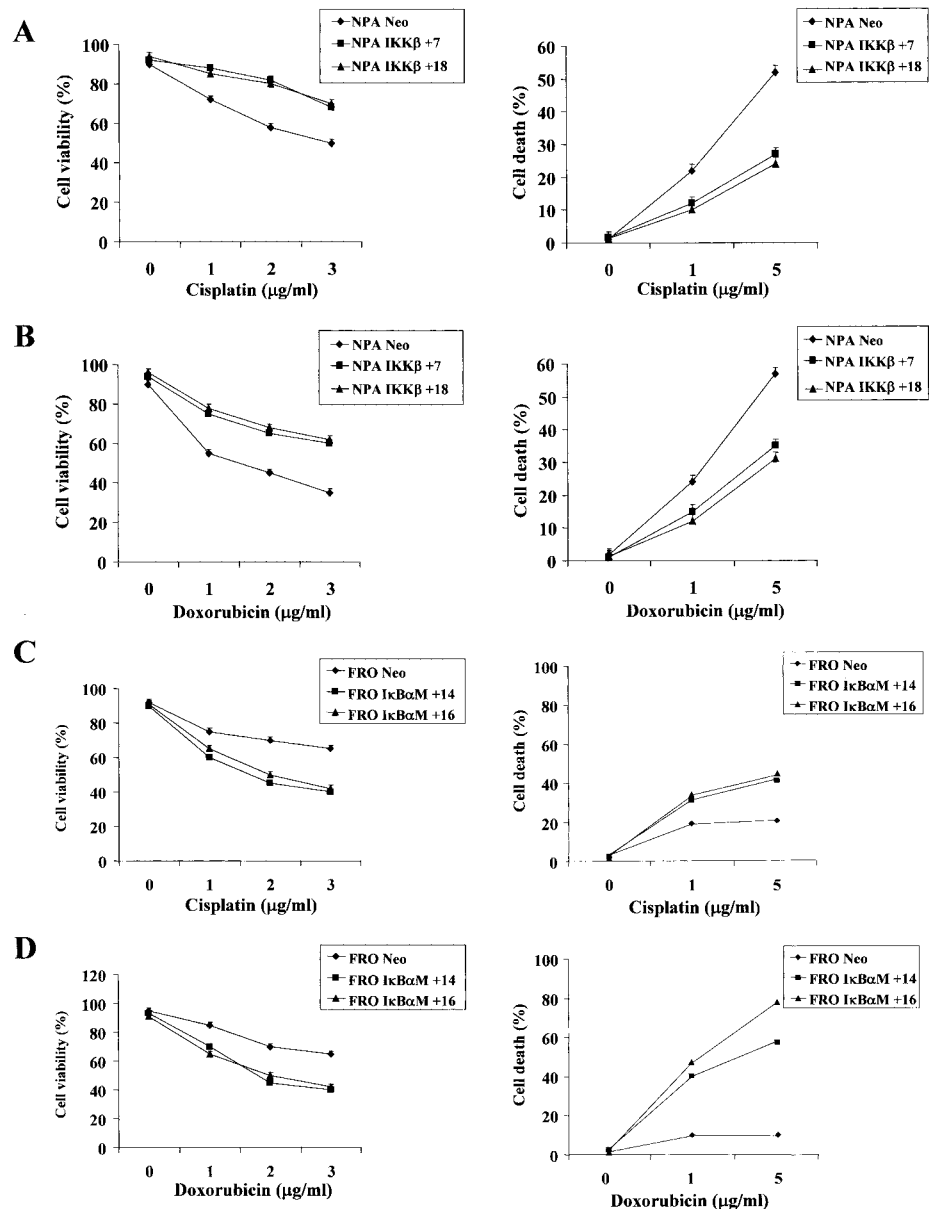 A
NPA Neo
NPA IKKβ +7
NPA IKKβ +18
Cell viability (%)
100
80
60
40
20
0
0 1 2 3
Cisplatin (μg/ml)
NPA Neo
NPA IKKβ +7
NPA IKKβ +18
Cell death (%)
60
50
40
30
20
10
0
0 1 5
Cisplatin (μg/ml)
B
NPA Neo
NPA IKKβ +7
NPA IKKβ +18
Cell viability (%)
100
80
60
40
20
0
0 1 2 3
Doxorubicin (μg/ml)
NPA Neo
NPA IKKβ +7
NPA IKKβ +18
Cell death (%)
60
50
40
30
20
10
0
0 1 5
Doxorubicin (μg/ml)
C
FRO Neo
FRO IκBαM +14
FRO IκBαM +16
Cell viability (%)
100
80
60
40
20
0
0 1 2 3
Cisplatin (μg/ml)
FRO Neo
FRO IκBαM +14
FRO IκBαM +16
Cell death (%)
100
80
60
40
20
0
0 1 5
Cisplatin (μg/ml)
D
FRO Neo
FRO IκBαM +14
FRO IκBαM +16
Cell viability (%)
120
100
80
60
40
20
0
0 1 2 3
Doxorubicin (μg/ml)
FRO Neo
FRO IκBαM +14
FRO IκBαM +16
Cell death (%)
100
80
60
40
20
0
0 1 5
Doxorubicin (μg/ml)